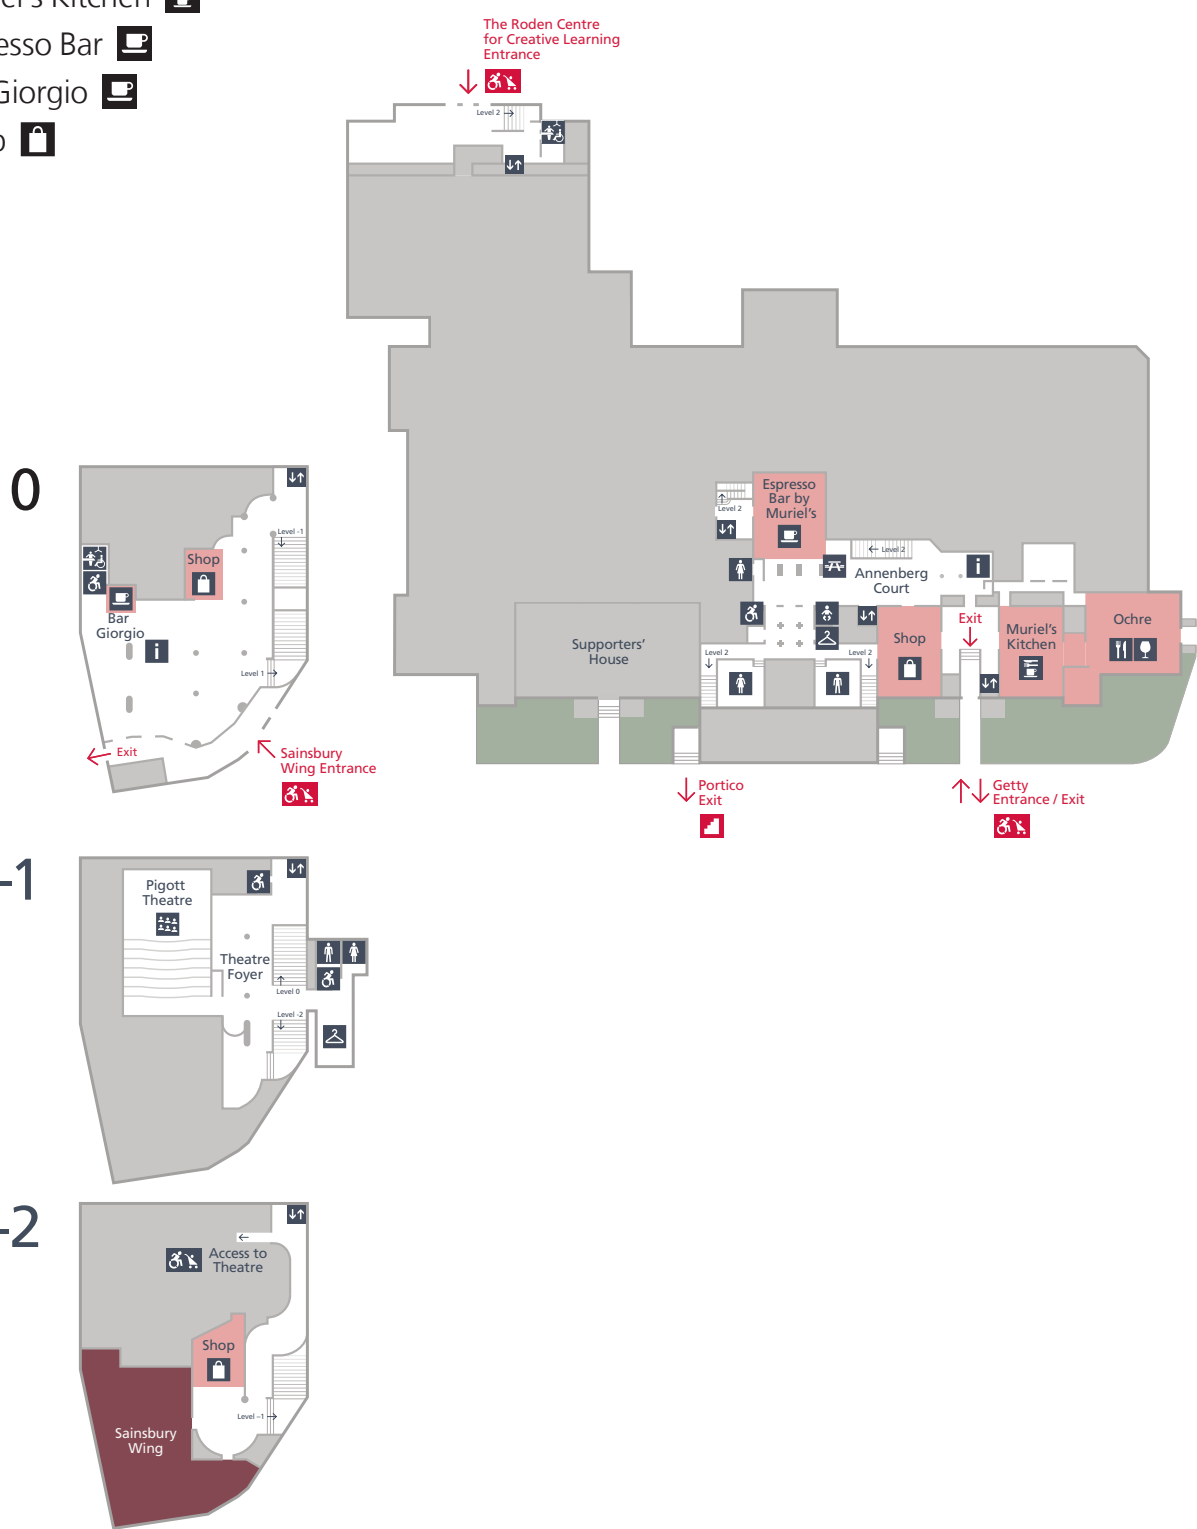 Kitchen
Bar
Giorgio
The Roden Centre
for Creative Learning
Entrance
Level 2
0
Level -1
Shop
Bar
Giorgio
Level 1
Exit
Sainsbury
Wing Entrance
Espresso
Bar by
Muriel's
Level 2
Level 2
Annenberg
Court
Supporters'
House
Level 2
Level 2
Shop
Exit
Muriel's
Kitchen
Ochre
Portico
Exit
Getty
Entrance / Exit
-1
Pigott
Theatre
Theatre
Foyer
Level 0
Level -2
-2
Access to
Theatre
Shop
Level –1
Sainsbury
Wing